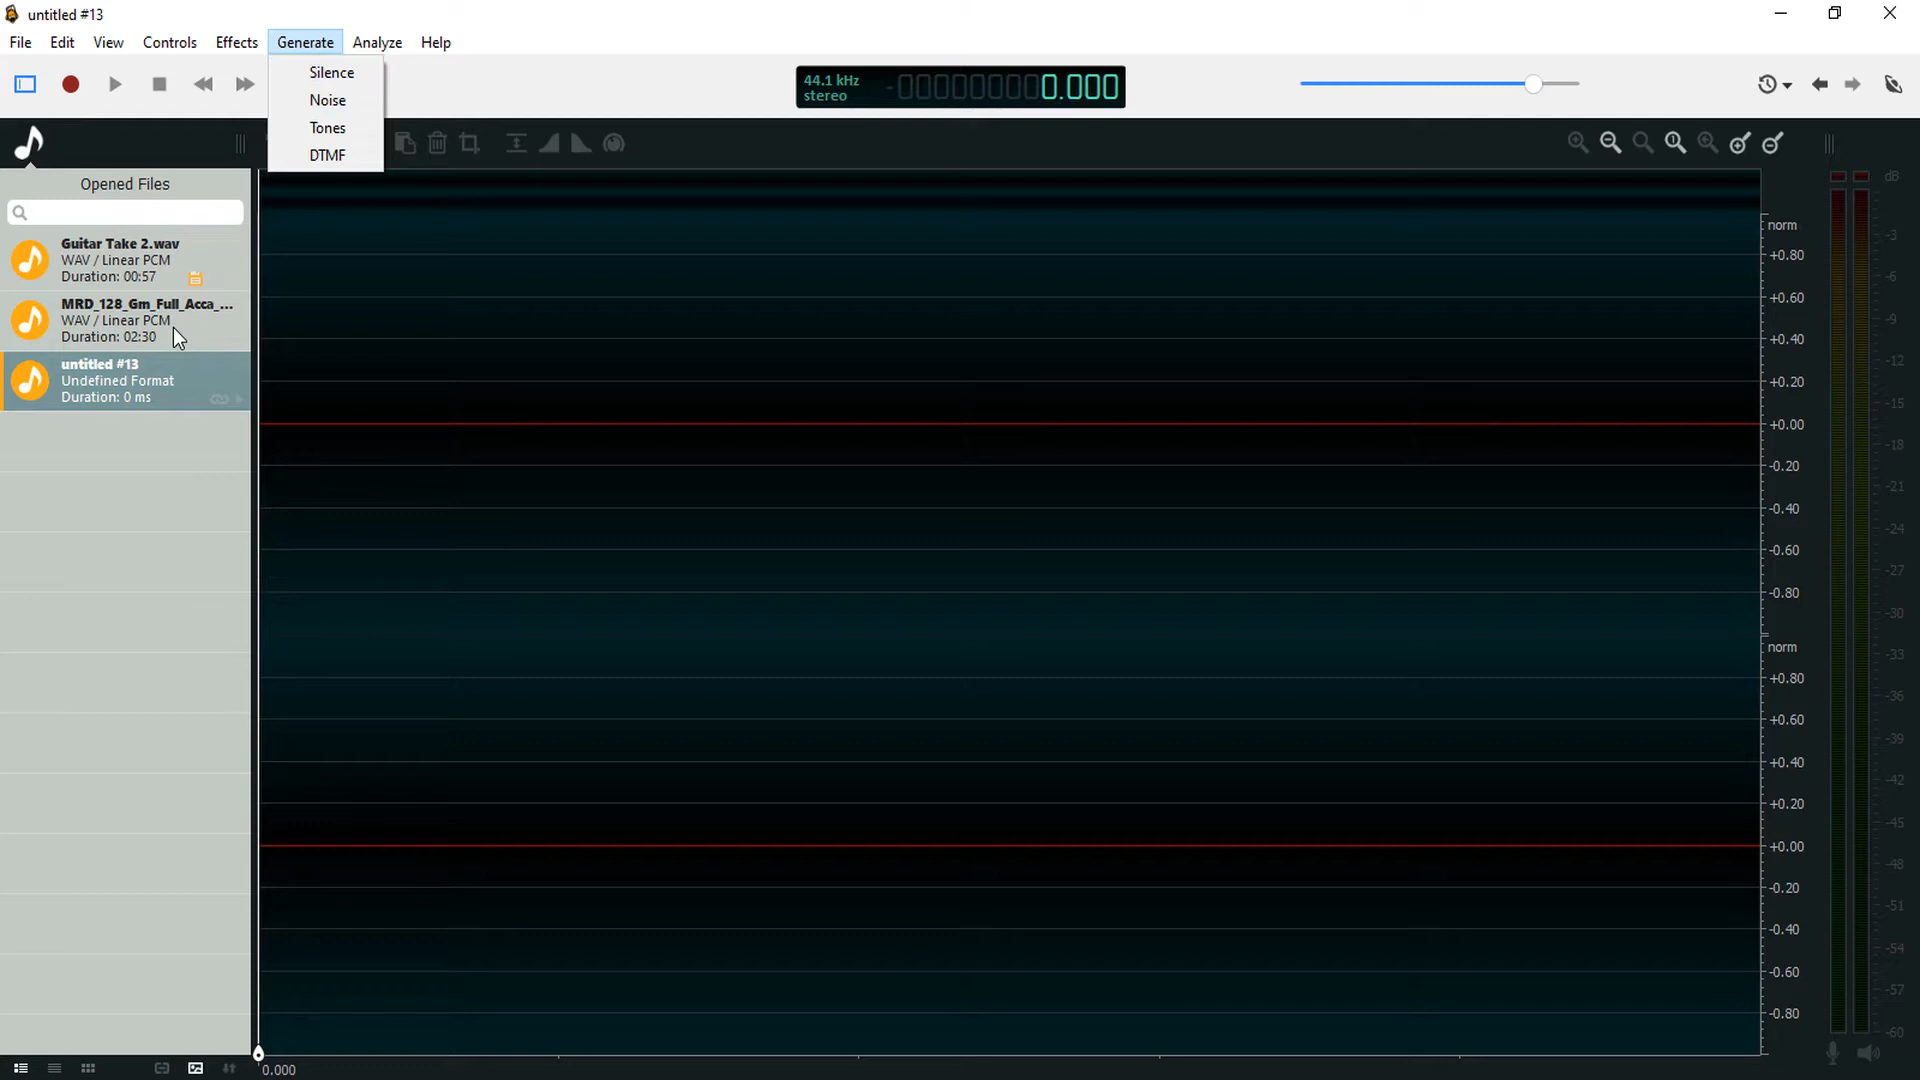 untitled #13
File Edit View Controls Effects Generate Analyze Help
Silence
Noise
Tones
DTMF
44.1 kHz
stereo
-000000000.000
Opened Files
Guitar Take 2.wav
WAV / Linear PCM
Duration: 00:57
MRD_128_Gm_Full_Acca_...
WAV / Linear PCM
Duration: 02:30
untitled #13
Undefined Format
Duration: 0 ms
norm
+0.80
+0.60
+0.40
+0.20
+0.00
-0.20
-0.40
-0.60
-0.80
norm
+0.80
+0.60
+0.40
+0.20
+0.00
-0.20
-0.40
-0.60
-0.80
dB
-3
-6
-9
-12
-15
-18
-21
-24
-27
-30
-33
-36
-39
-42
-45
-48
-51
-54
-57
-60
0.000